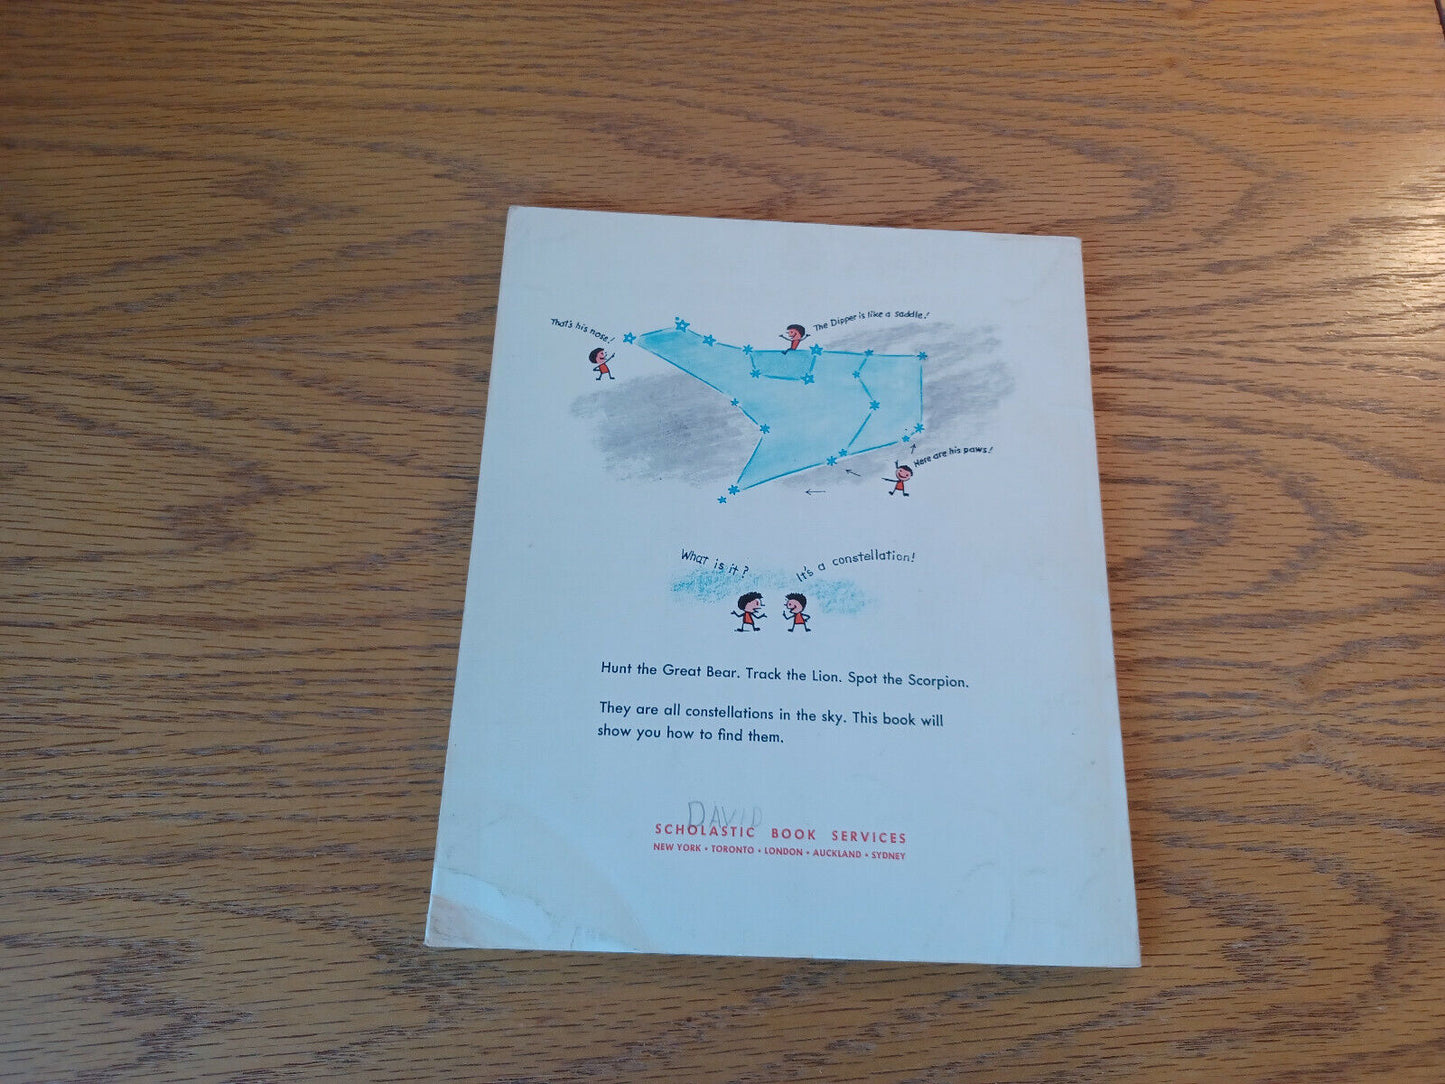 That's his nose!
The Dipper is like a saddle!
Here are his paws!
What is it?
It's a constellation!
Hunt the Great Bear. Track the Lion. Spot the Scorpion.
They are all constellations in the sky. This book will
show you how to find them.
DAVID
SCHOLASTIC BOOK SERVICES
NEW YORK • TORONTO • LONDON • AUCKLAND • SYDNEY